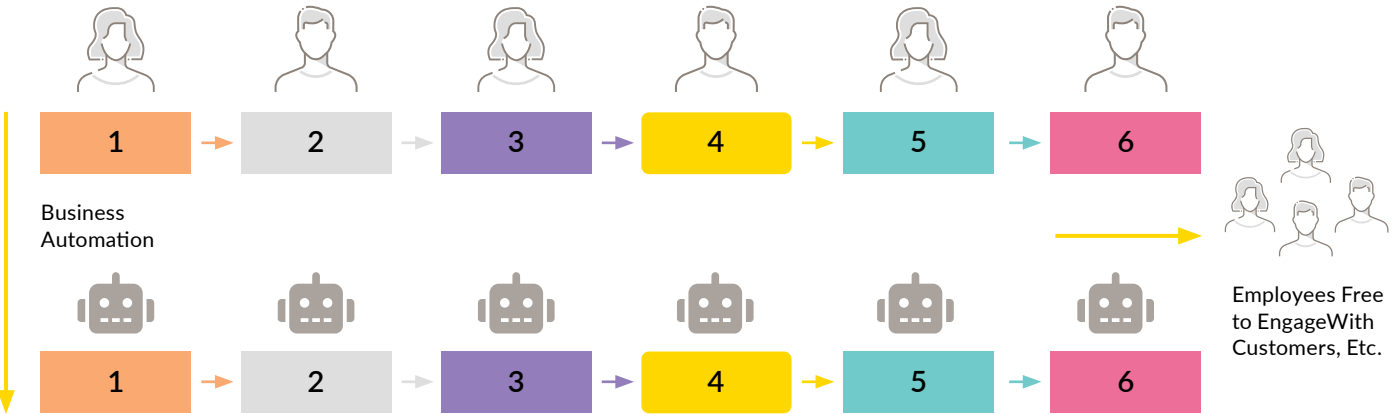 1
2
3
4
5
6
Business
Automation
Employees Free
to EngageWith
Customers, Etc.
1
2
3
4
5
6